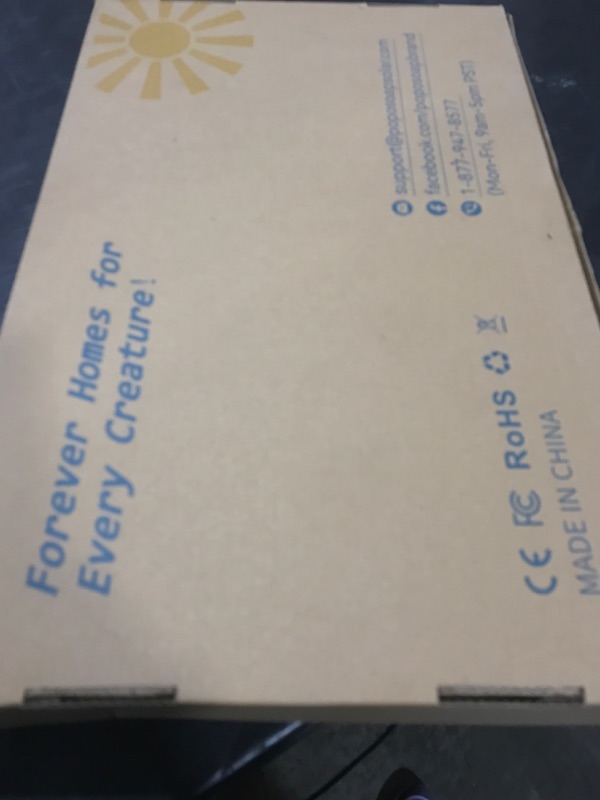 Forever Homes for
Every Creature!
facebook.com/poposoapbrand
1-877-947-8577
(Mon-Fri, 9am-5pm PST)
CE FC RoHS
MADE IN CHINA